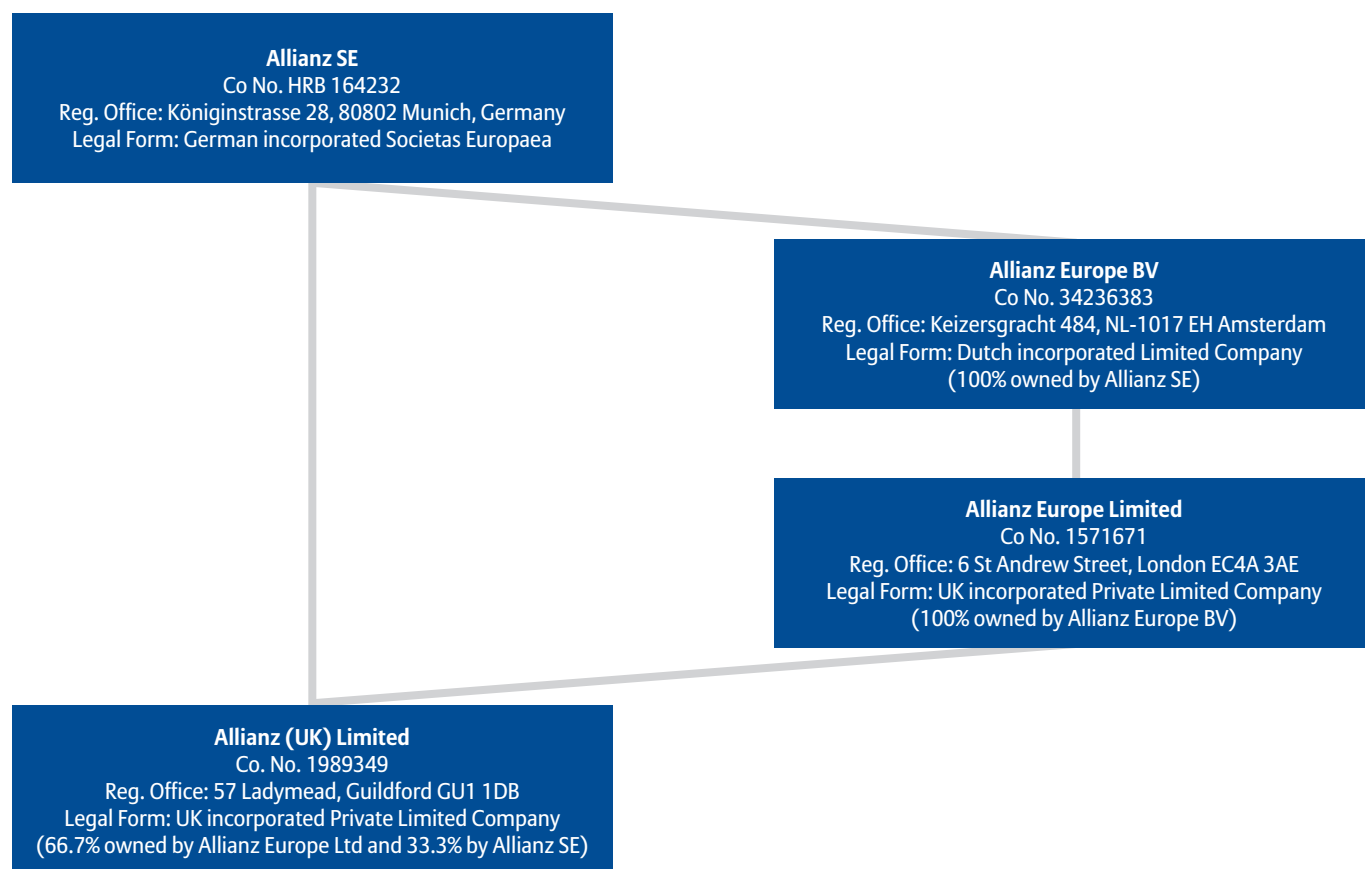 Allianz SE
Co No. HRB 164232
Reg. Office: Königinstrasse 28, 80802 Munich, Germany
Legal Form: German incorporated Societas Europaea
Allianz Europe BV
Co No. 34236383
Reg. Office: Keizersgracht 484, NL-1017 EH Amsterdam
Legal Form: Dutch incorporated Limited Company
(100% owned by Allianz SE)
Allianz Europe Limited
Co No. 1571671
Reg. Office: 6 St Andrew Street, London EC4A 3AE
Legal Form: UK incorporated Private Limited Company
(100% owned by Allianz Europe BV)
Allianz (UK) Limited
Co. No. 1989349
Reg. Office: 57 Ladymead, Guildford GU1 1DB
Legal Form: UK incorporated Private Limited Company
(66.7% owned by Allianz Europe Ltd and 33.3% by Allianz SE)